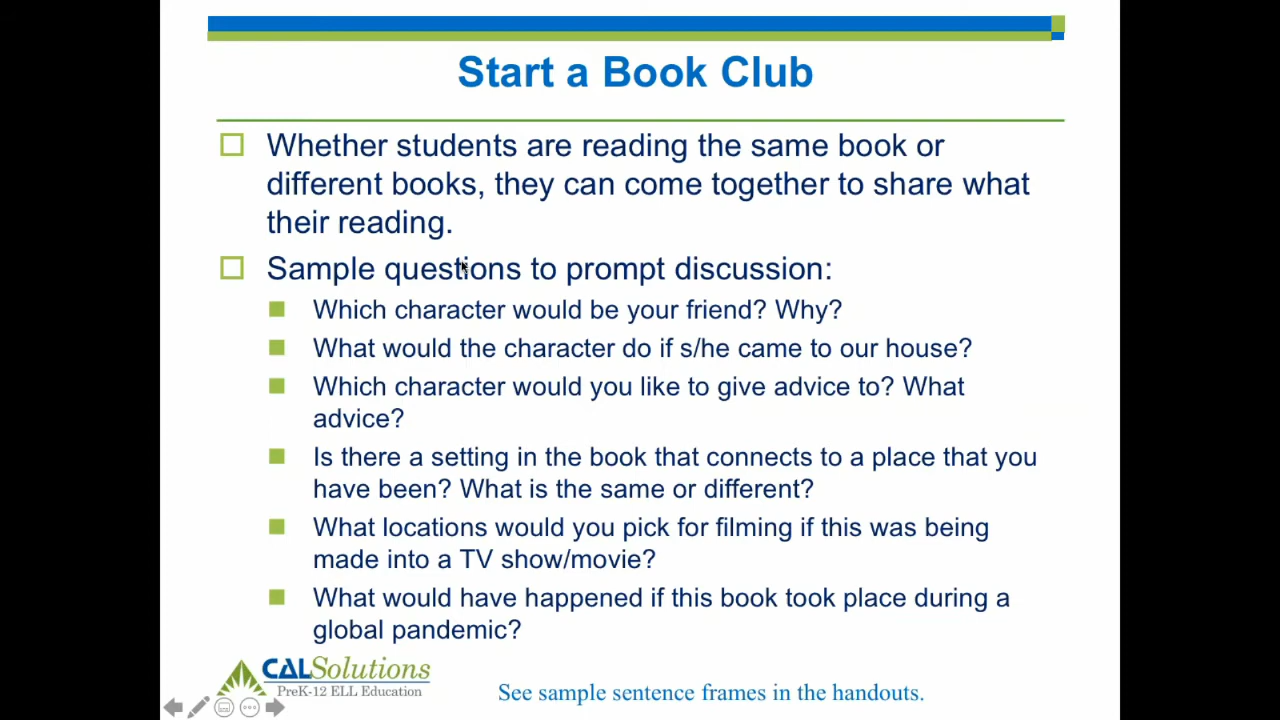 Start a Book Club
Whether students are reading the same book or
different books, they can come together to share what
their reading.
Sample questions to prompt discussion:
Which character would be your friend? Why?
What would the character do if s/he came to our house?
Which character would you like to give advice to? What
advice?
Is there a setting in the book that connects to a place that you
have been? What is the same or different?
What locations would you pick for filming if this was being
made into a TV show/movie?
What would have happened if this book took place during a
global pandemic?
CALSolutions
PreK-12 ELL Education
See sample sentence frames in the handouts.